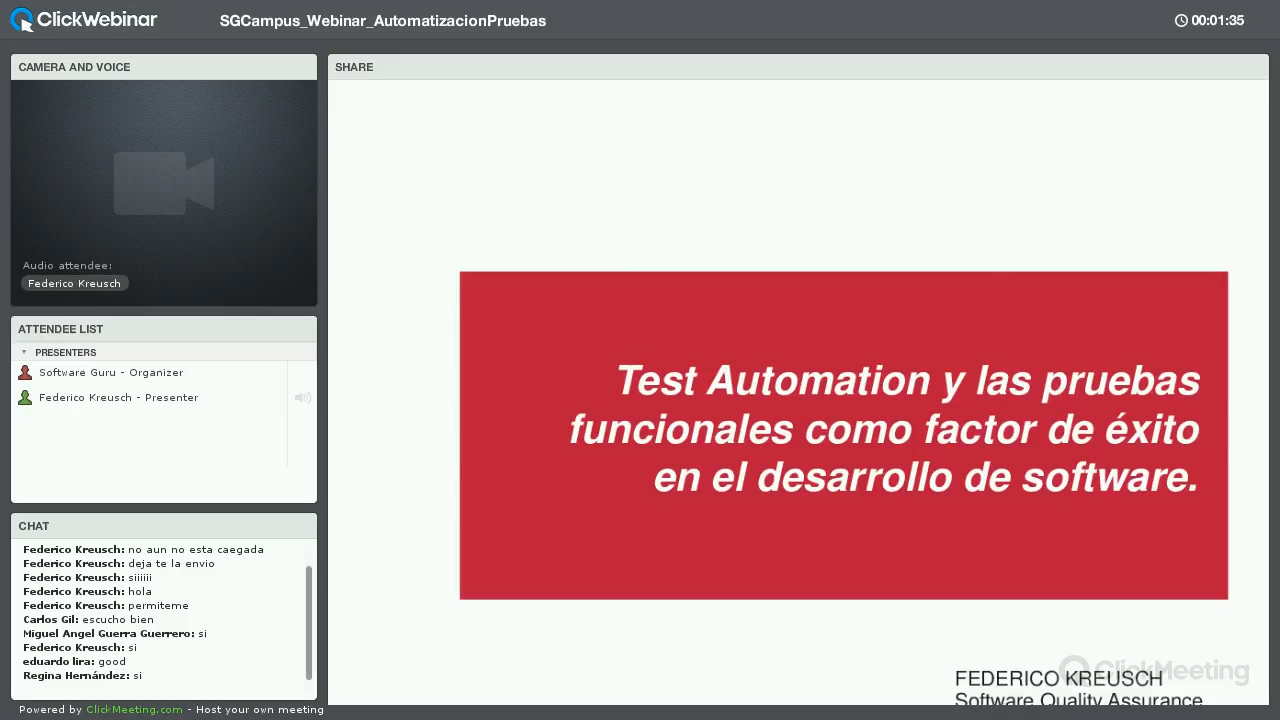 ClickWebinar
SGCampus_Webinar_AutomatizacionPruebas
00:01:35
CAMERA AND VOICE
Audio attendee:
Federico Kreusch
ATTENDEE LIST
PRESENTERS
Software Guru - Organizer
Federico Kreusch - Presenter
CHAT
Federico Kreusch: no aun no esta caegada
Federico Kreusch: deja te la envio
Federico Kreusch: siiiiii
Federico Kreusch: hola
Federico Kreusch: permiteme
Carlos Gil: escucho bien
Miguel Angel Guerra Guerrero: si
Federico Kreusch: si
eduardo lira: good
Regina Hernández: si
SHARE
Test Automation y las pruebas
funcionales como factor de éxito
en el desarrollo de software.
FEDERICO KREUSCH
Software Quality Assurance
ClickMeeting
Powered by ClickMeeting.com - Host your own meeting